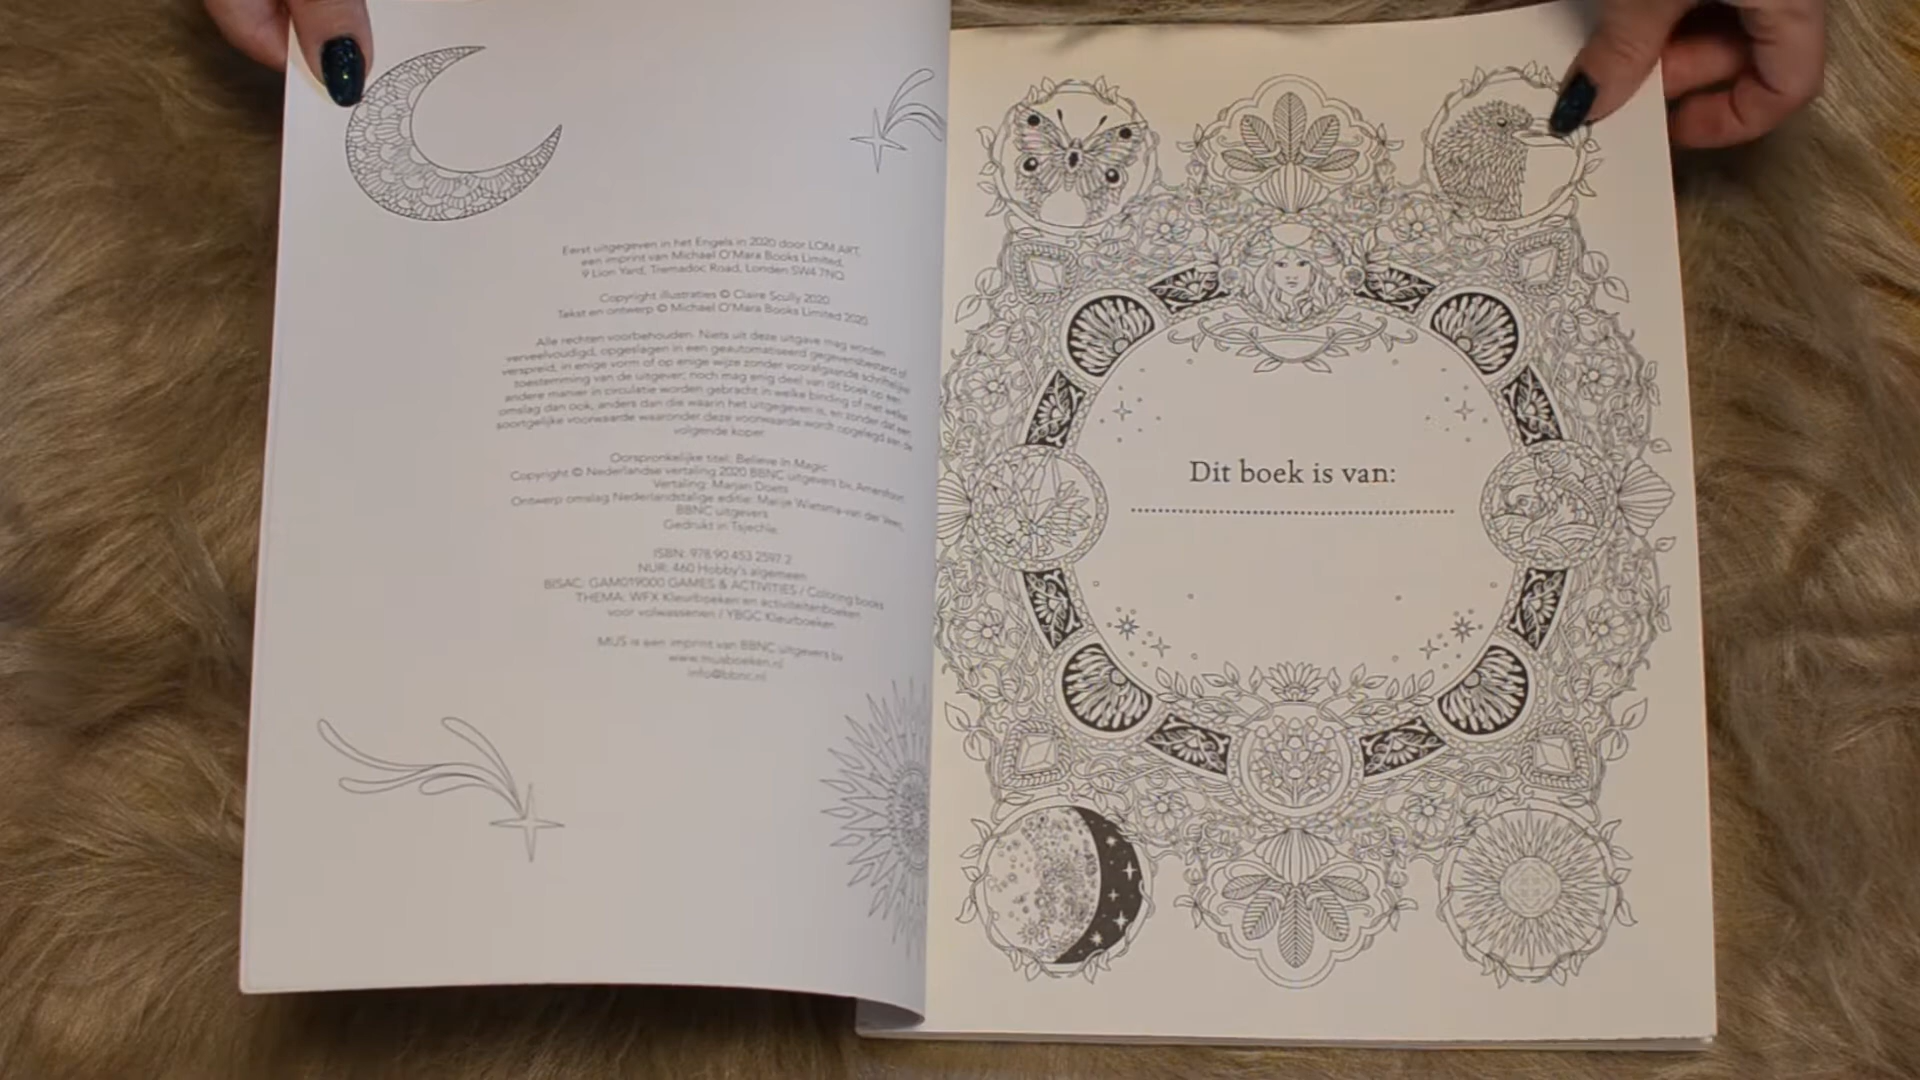 Eerst uitgegeven in het Engels in 2020 door LOM ART,
een imprint van Michael O'Mara Books Limited,
9 Lion Yard, Tremadoc Road, Londen SW4 7NQ
Copyright illustraties © Claire Scully 2020
Tekst en ontwerp © Michael O'Mara Books Limited 2020
Alle rechten voorbehouden. Niets uit deze uitgave mag worden
verveelvoudigd, opgeslagen in een geautomatiseerd gegevensbestand of
verspreid, in enige vorm of op enige wijze zonder voorafgaande schriftelijke
toestemming van de uitgever; noch mag enig deel van dit boek op een
andere manier in circulatie worden gebracht in welke binding of met welke
omslag dan ook, anders dan die waarin het uitgegeven is, en zonder dat een
soortgelijke voorwaarde waaronder deze voorwaarde wordt opgelegd aan de
volgende koper.
Oorspronkelijke titel: Believe in Magic
Copyright © Nederlandse vertaling 2020 BBNC uitgevers bv, Amersfoort
Vertaling: Marjan Doets
Ontwerp omslag Nederlandstalige editie: Marije Wietsma-van der Veen,
BBNC uitgevers
Gedrukt in Tsjechië
ISBN: 978 90 453 2597 2
NUR: 460 Hobby's algemeen
BISAC: GAM019000 GAMES & ACTIVITIES / Coloring books
THEMA: WFX Kleurboeken en activiteitenboeken
voor volwassenen / YBGC Kleurboeken
MUS is een imprint van BBNC uitgevers bv
www.musboeken.nl
info@bbnc.nl
Dit boek is van: